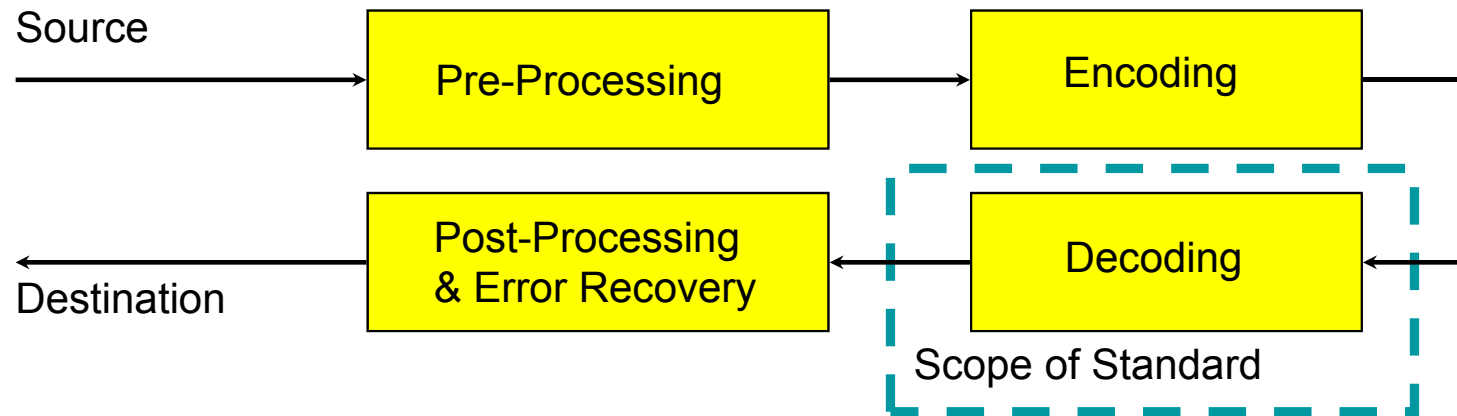 Source
Pre-Processing
Encoding
Post-Processing
& Error Recovery
Decoding
Destination
Scope of Standard